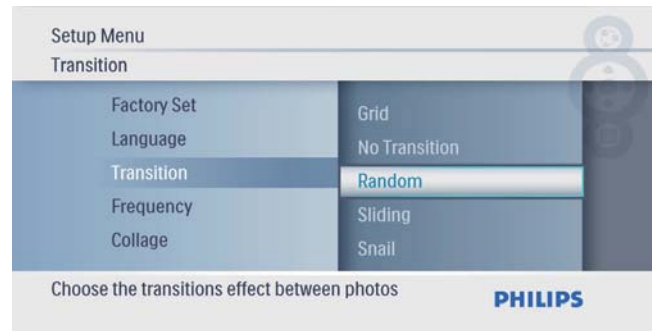 Setup Menu
Transition
Factory Set
Language
Transition
Frequency
Collage
Grid
No Transition
Random
Sliding
Snail
Choose the transitions effect between photos
PHILIPS